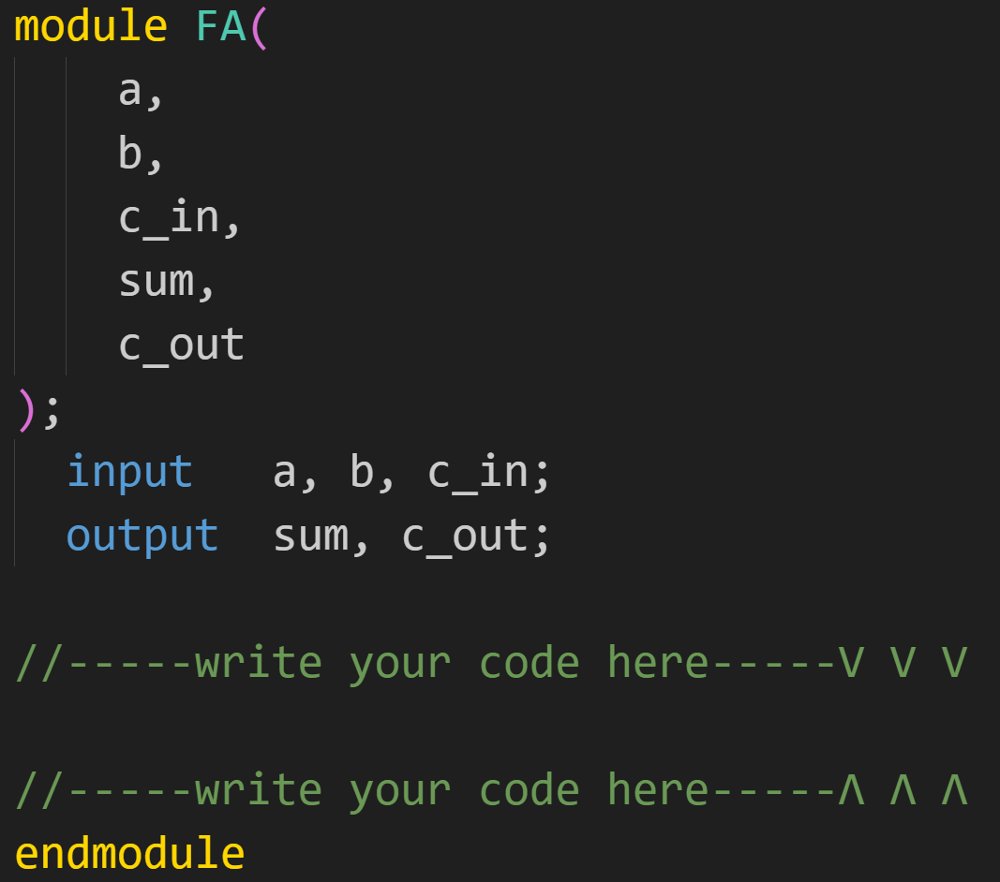 module FA(
a,
b,
c_in,
sum,
c_out
);
input   a, b, c_in;
output  sum, c_out;
//-----write your code here-----V V V
//-----write your code here-----Λ Λ Λ
endmodule